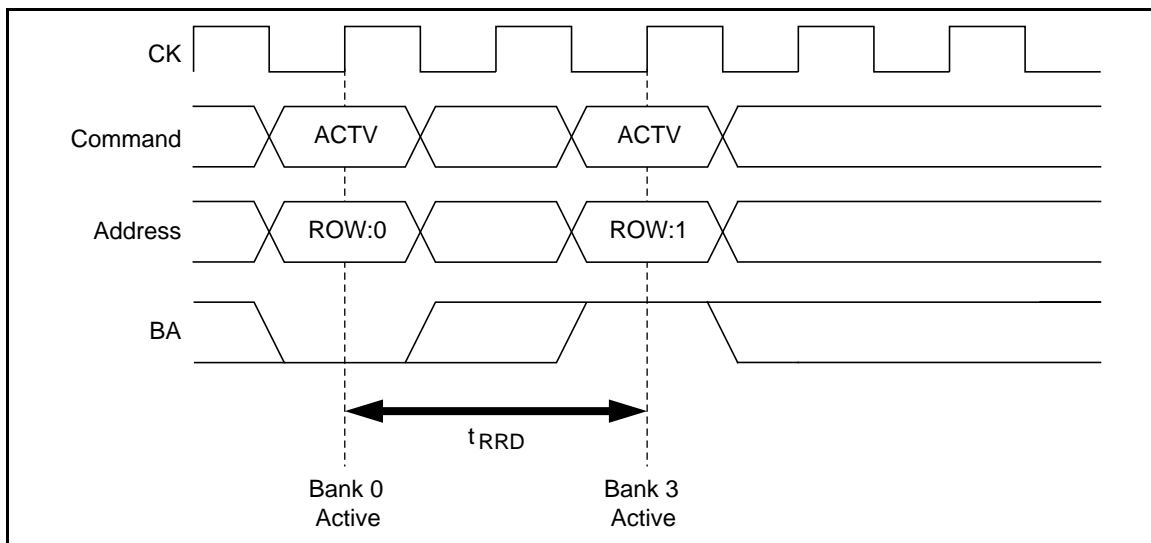 CK
Command
ACTV
ACTV
Address
ROW:0
ROW:1
BA
tRRD
Bank 0
Active
Bank 3
Active